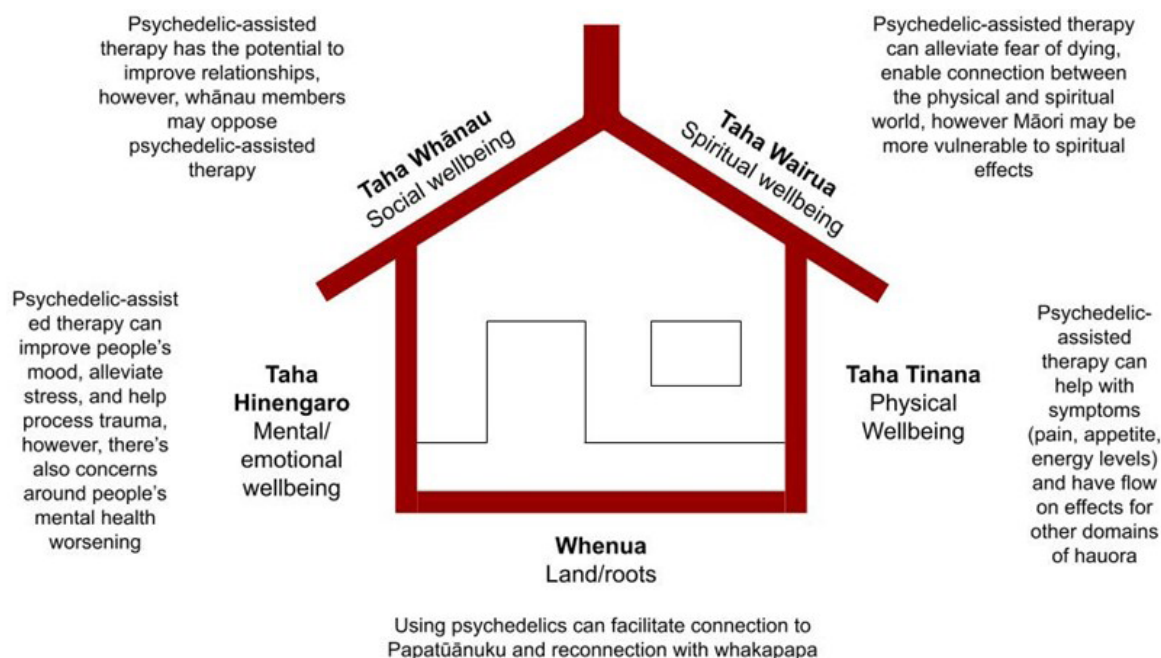 Psychedelic-assisted
therapy has the potential to
improve relationships,
however, whānau members
may oppose
psychedelic-assisted
therapy
Taha Whānau
Social wellbeing
Taha Wairua
Spiritual wellbeing
Psychedelic-assisted therapy
can alleviate fear of dying,
enable connection between
the physical and spiritual
world, however Māori may be
more vulnerable to spiritual
effects
Psychedelic-assist
ed therapy can
improve people's
mood, alleviate
stress, and help
process trauma,
however, there's
also concerns
around people's
mental health
worsening
Taha
Hinengaro
Mental/
emotional
wellbeing
Taha Tinana
Physical
Wellbeing
Psychedelic-
assisted
therapy can
help with
symptoms
(pain, appetite,
energy levels)
and have flow
on effects for
other domains
of hauora
Whenua
Land/roots
Using psychedelics can facilitate connection to
Papatūānuku and reconnection with whakapapa